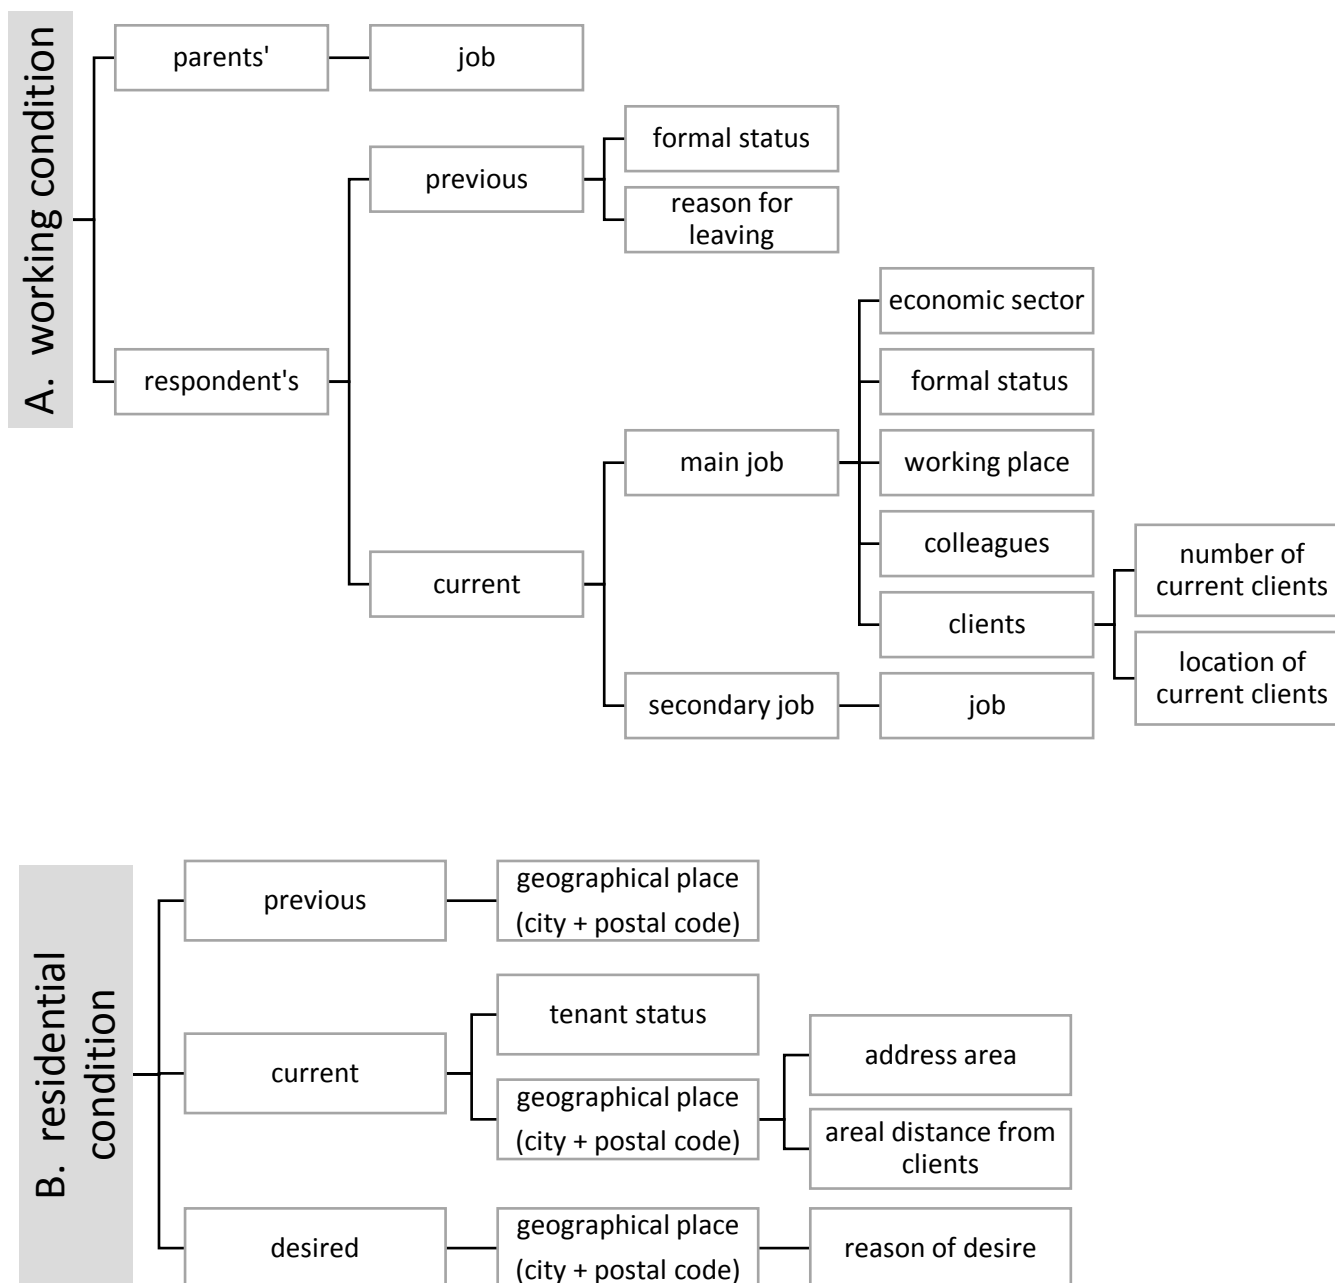 A. working condition
parents'
job
respondent's
previous
formal status
reason for
leaving
current
main job
economic sector
formal status
working place
colleagues
clients
number of
current clients
location of
current clients
secondary job
job
B. residential
condition
previous
geographical place
(city + postal code)
current
tenant status
geographical place
(city + postal code)
address area
areal distance from
clients
desired
geographical place
(city + postal code)
reason of desire